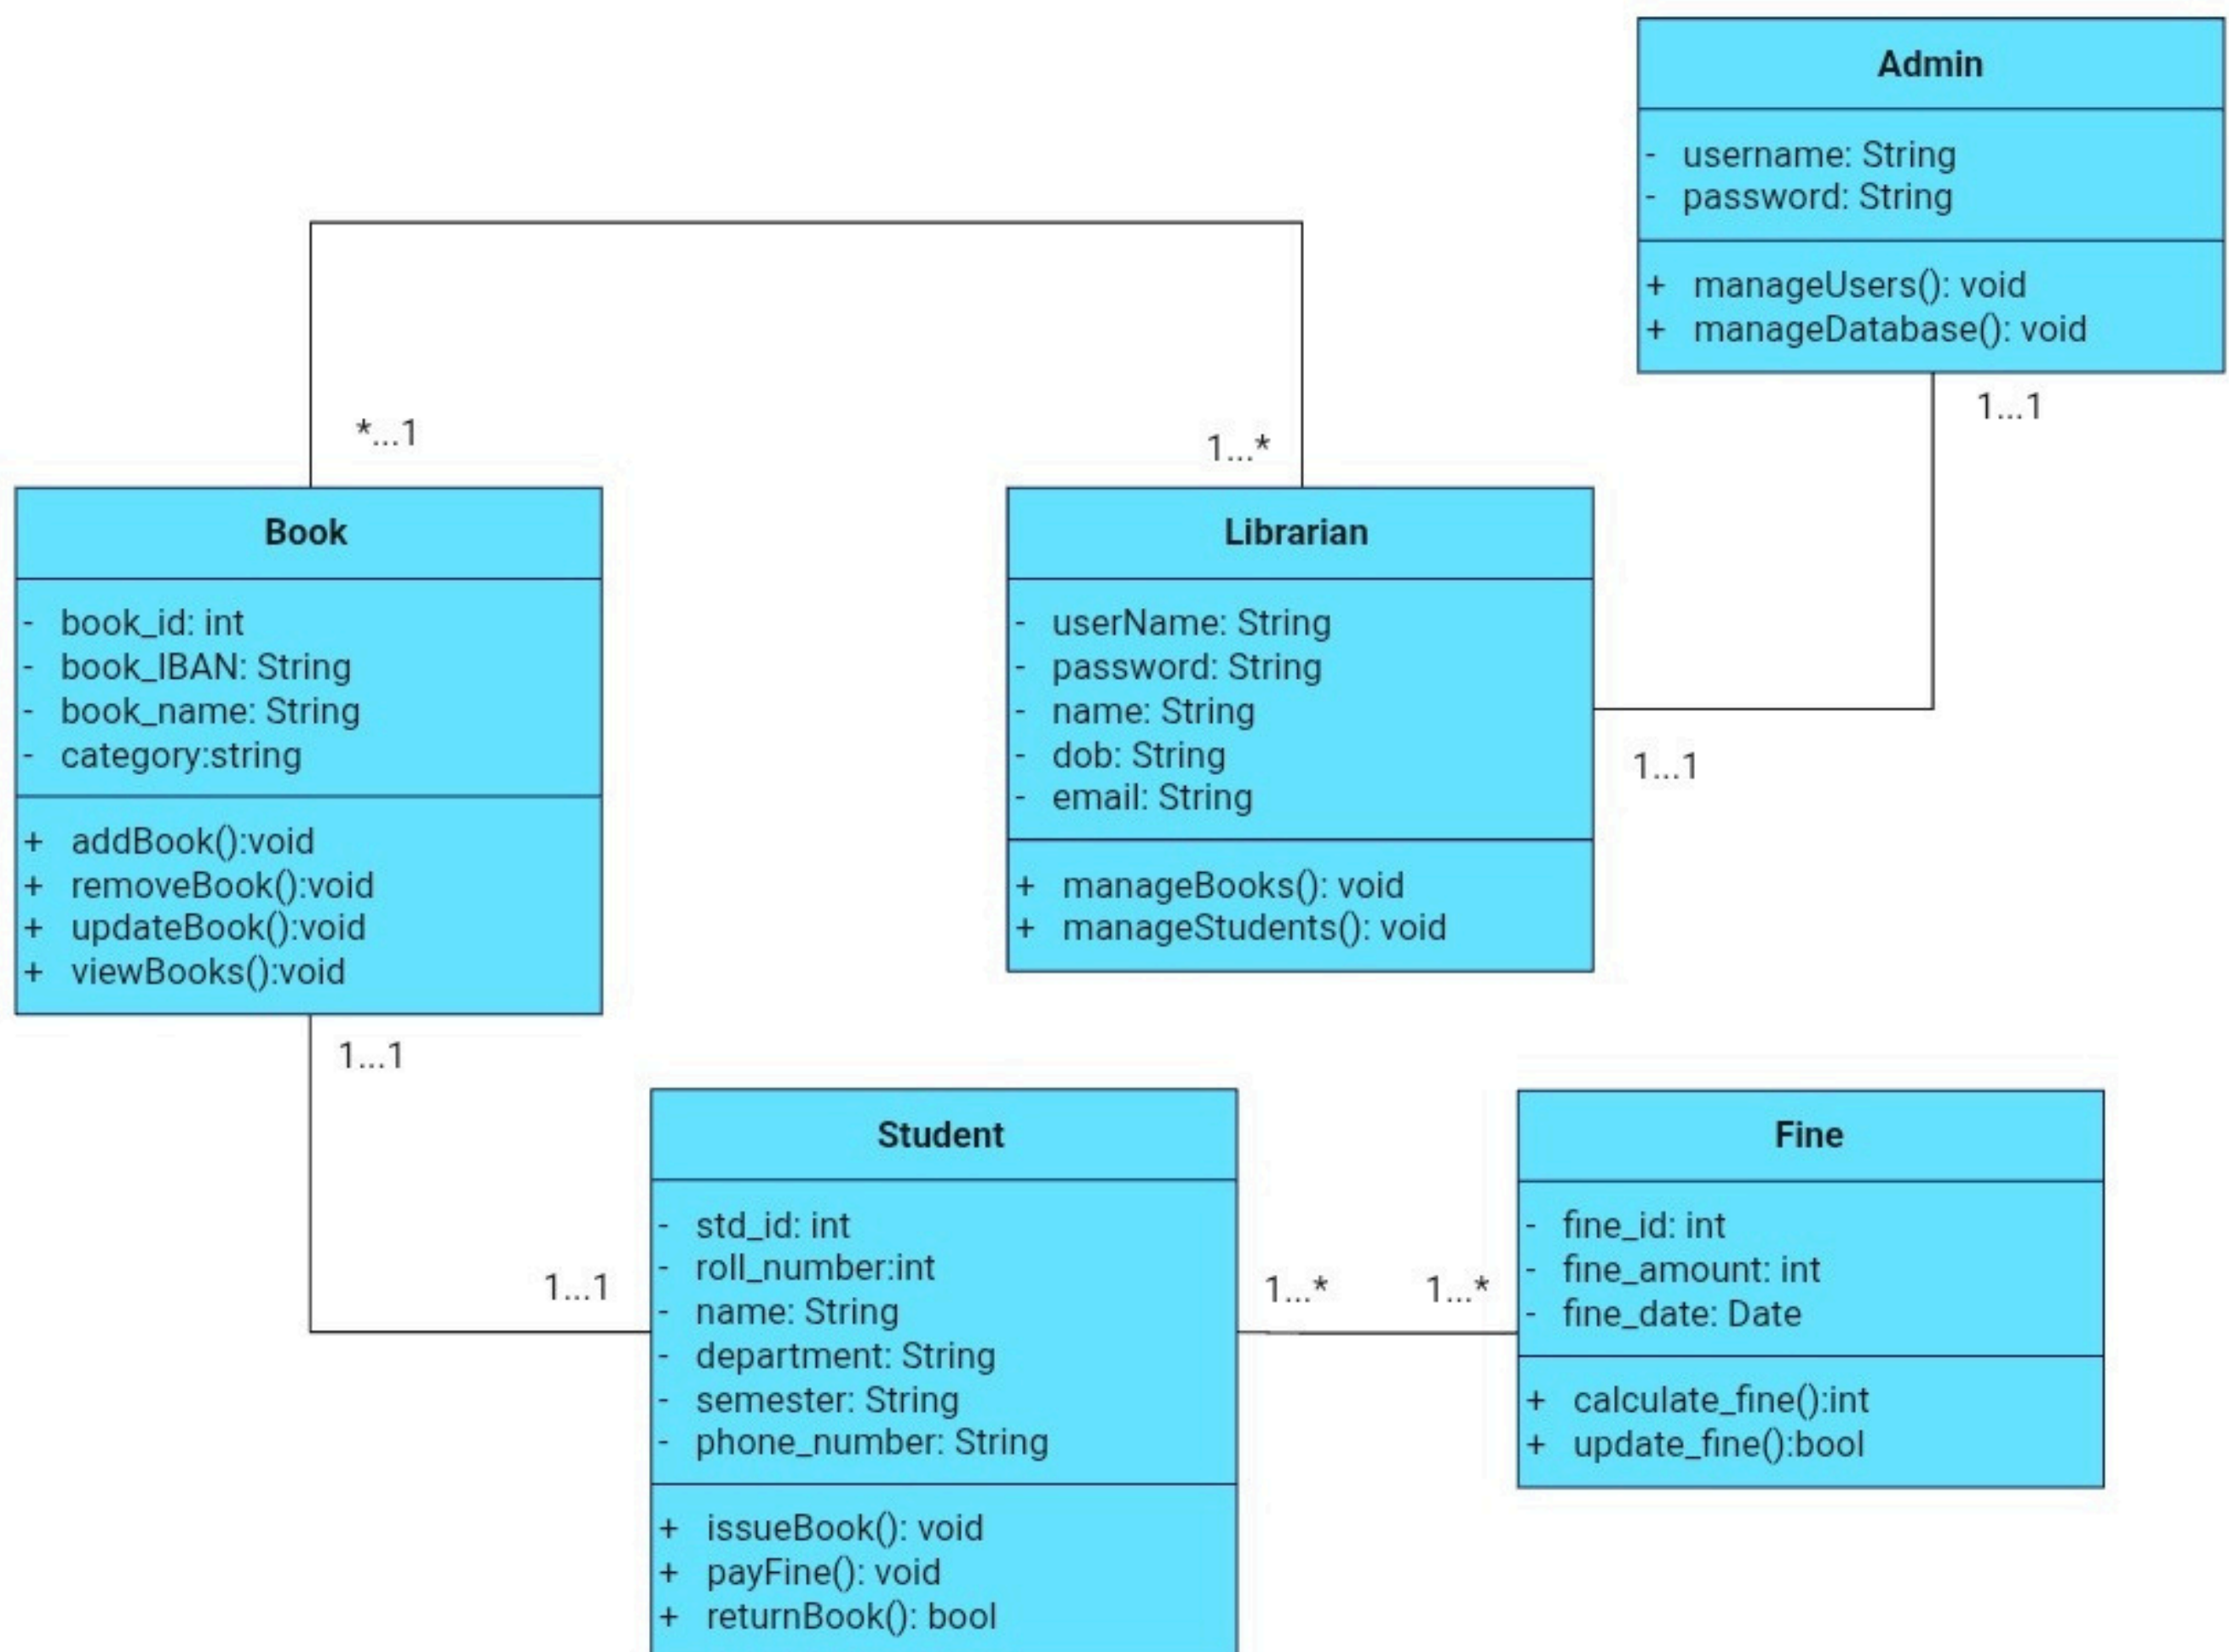 Admin
- username: String
- password: String
+ manageUsers(): void
+ manageDatabase(): void
1...1
*...1
1...*
Book
- book_id: int
- book_IBAN: String
- book_name: String
- category:string
+ addBook():void
+ removeBook():void
+ updateBook():void
+ viewBooks():void
1...1
Librarian
- userName: String
- password: String
- name: String
- dob: String
- email: String
+ manageBooks(): void
+ manageStudents(): void
1...1
1...1
Student
- std_id: int
- roll_number:int
- name: String
- department: String
- semester: String
- phone_number: String
+ issueBook(): void
+ payFine(): void
+ returnBook(): bool
1...*
1...*
Fine
- fine_id: int
- fine_amount: int
- fine_date: Date
+ calculate_fine():int
+ update_fine():bool